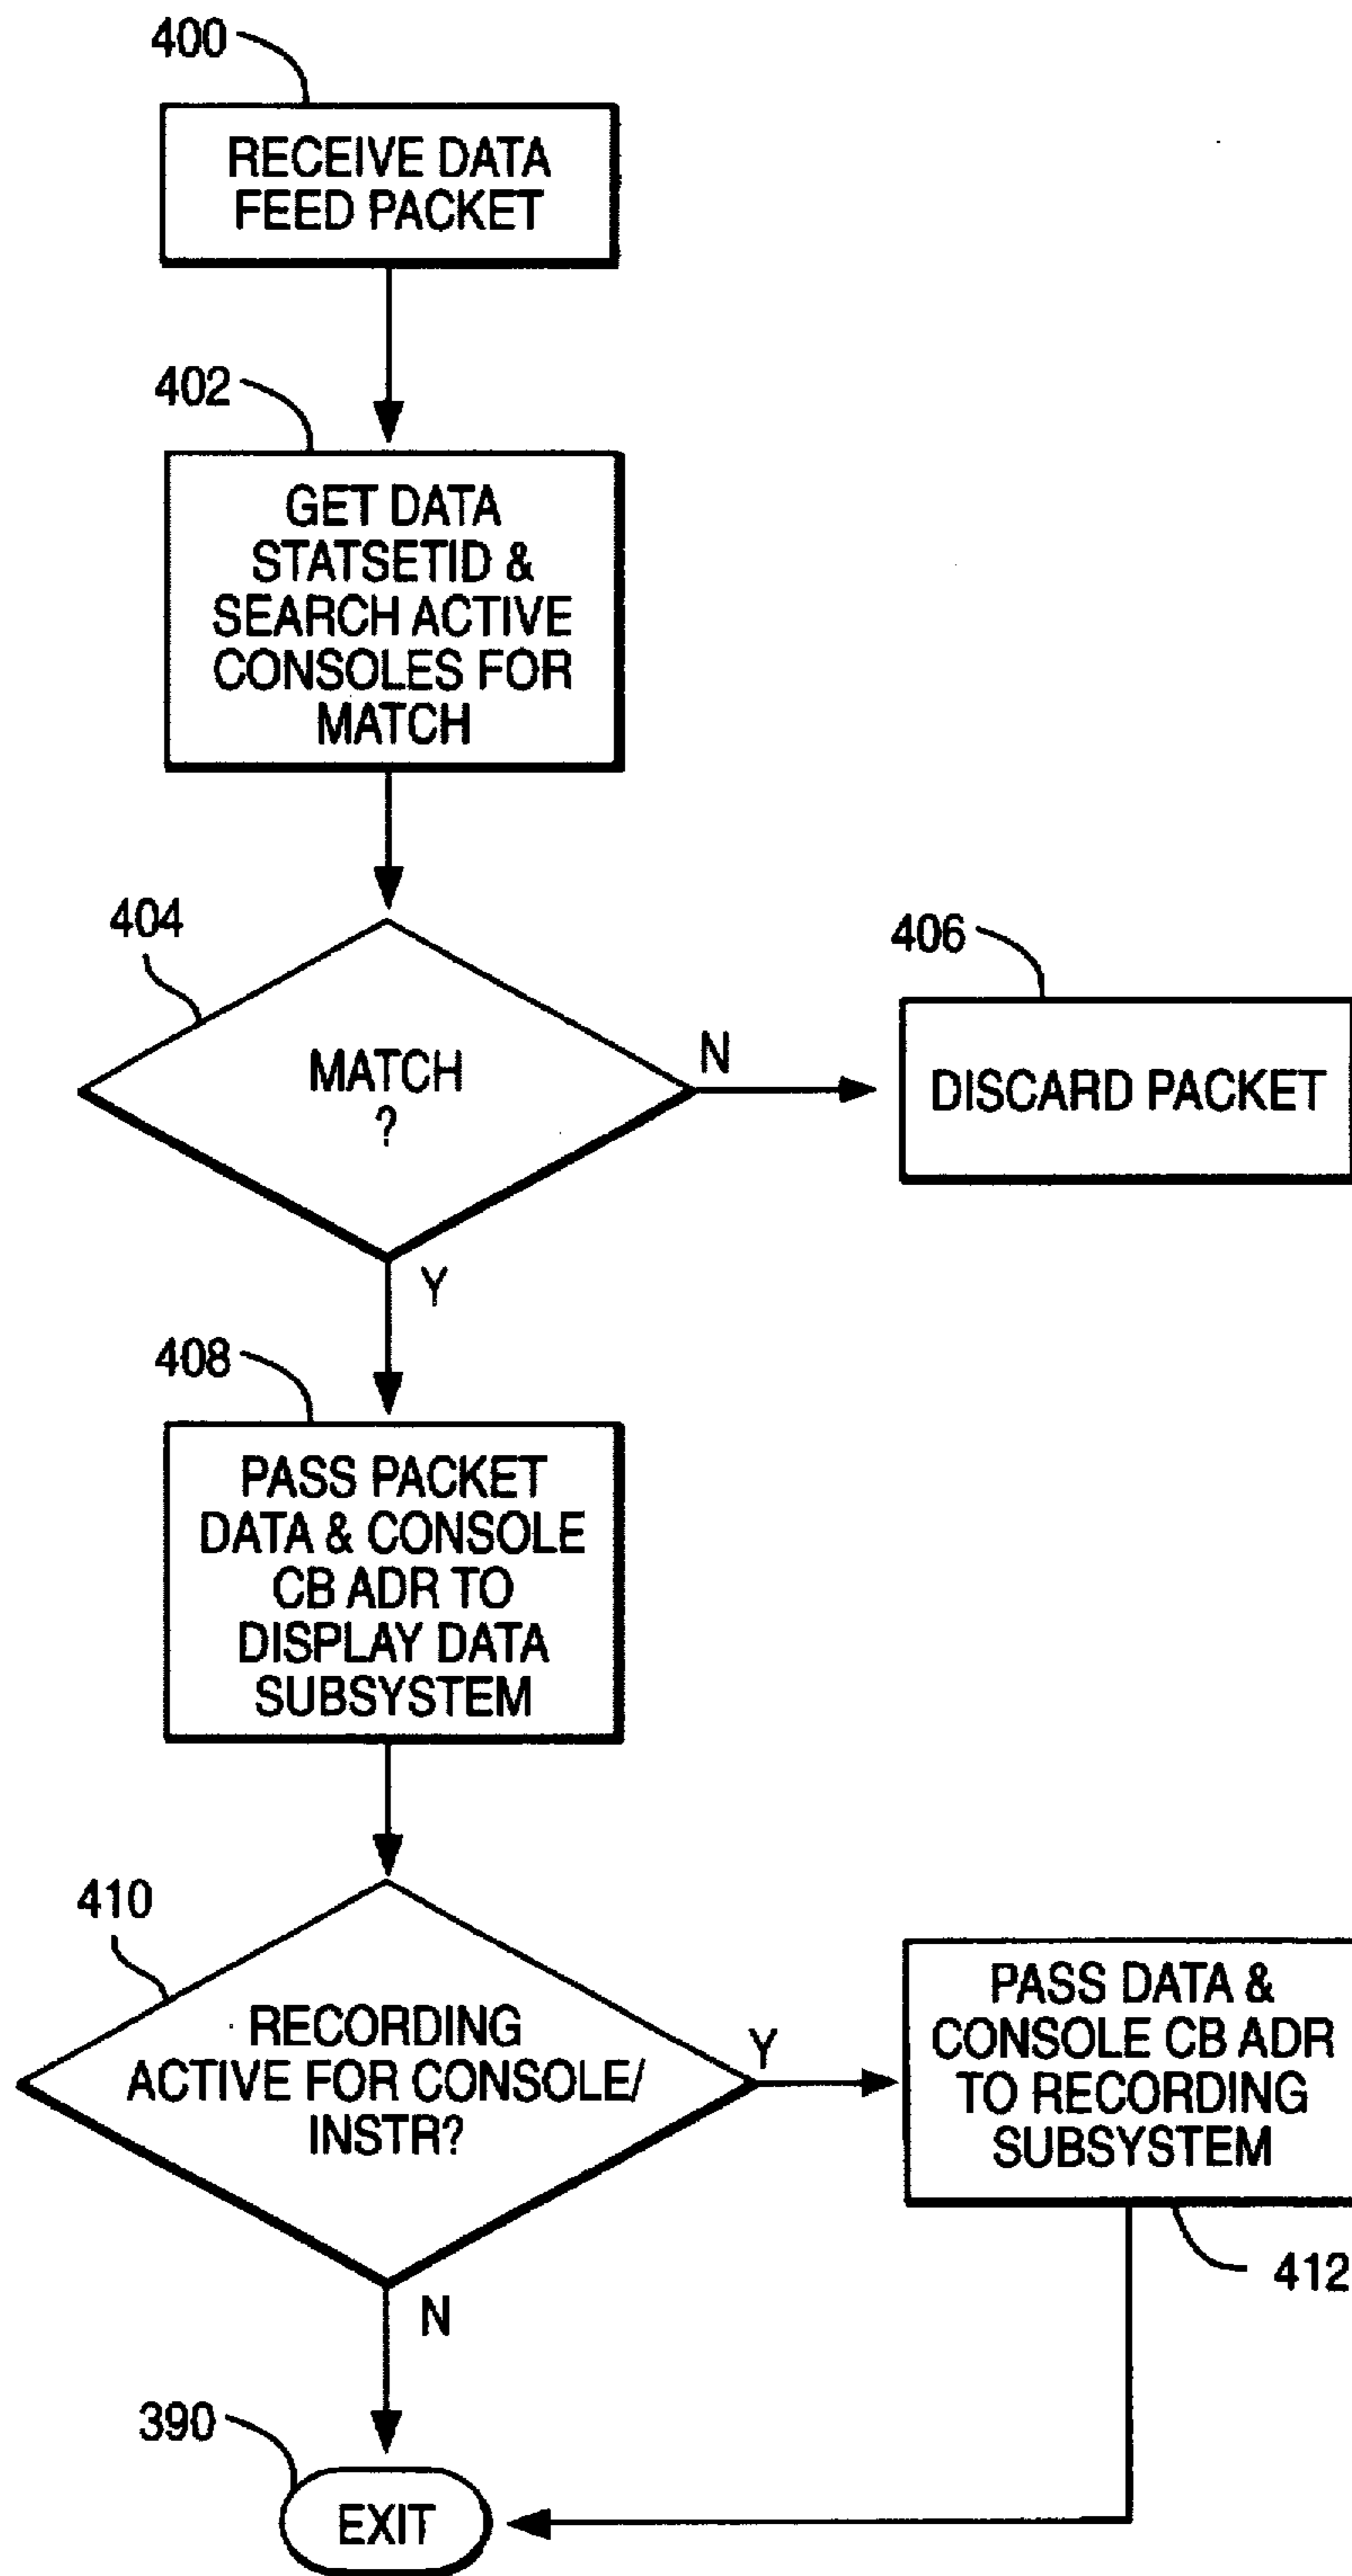 400
RECEIVE DATA
FEED PACKET
402
GET DATA
STATSETID &
SEARCH ACTIVE
CONSOLES FOR
MATCH
404
MATCH
?
N
406
DISCARD PACKET
Y
408
PASS PACKET
DATA & CONSOLE
CB ADR TO
DISPLAY DATA
SUBSYSTEM
410
RECORDING
ACTIVE FOR CONSOLE/
INSTR?
Y
PASS DATA &
CONSOLE CB ADR
TO RECORDING
SUBSYSTEM
412
N
390
EXIT